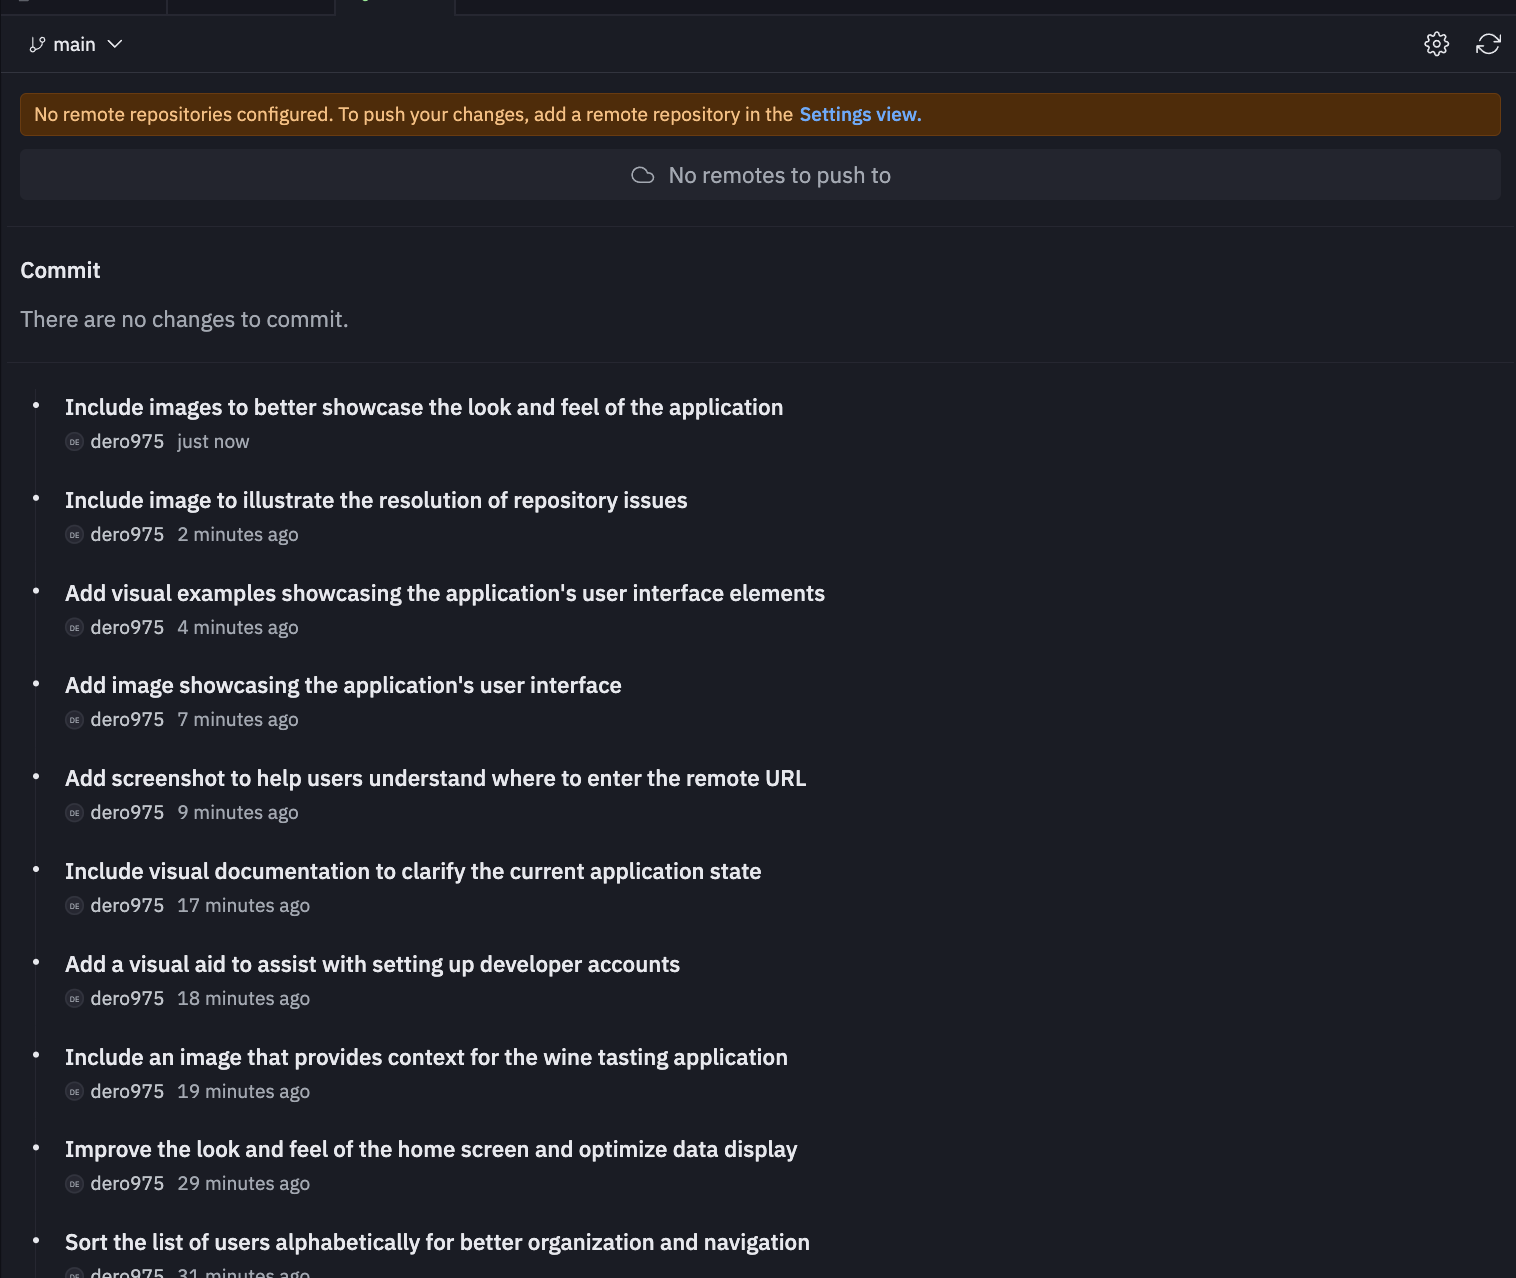 main
No remote repositories configured. To push your changes, add a remote repository in the Settings view.
No remotes to push to
Commit
There are no changes to commit.
Include images to better showcase the look and feel of the application
DE dero975 just now
Include image to illustrate the resolution of repository issues
DE dero975 2 minutes ago
Add visual examples showcasing the application's user interface elements
DE dero975 4 minutes ago
Add image showcasing the application's user interface
DE dero975 7 minutes ago
Add screenshot to help users understand where to enter the remote URL
DE dero975 9 minutes ago
Include visual documentation to clarify the current application state
DE dero975 17 minutes ago
Add a visual aid to assist with setting up developer accounts
DE dero975 18 minutes ago
Include an image that provides context for the wine tasting application
DE dero975 19 minutes ago
Improve the look and feel of the home screen and optimize data display
DE dero975 29 minutes ago
Sort the list of users alphabetically for better organization and navigation
DE dero975 31 minutes ago